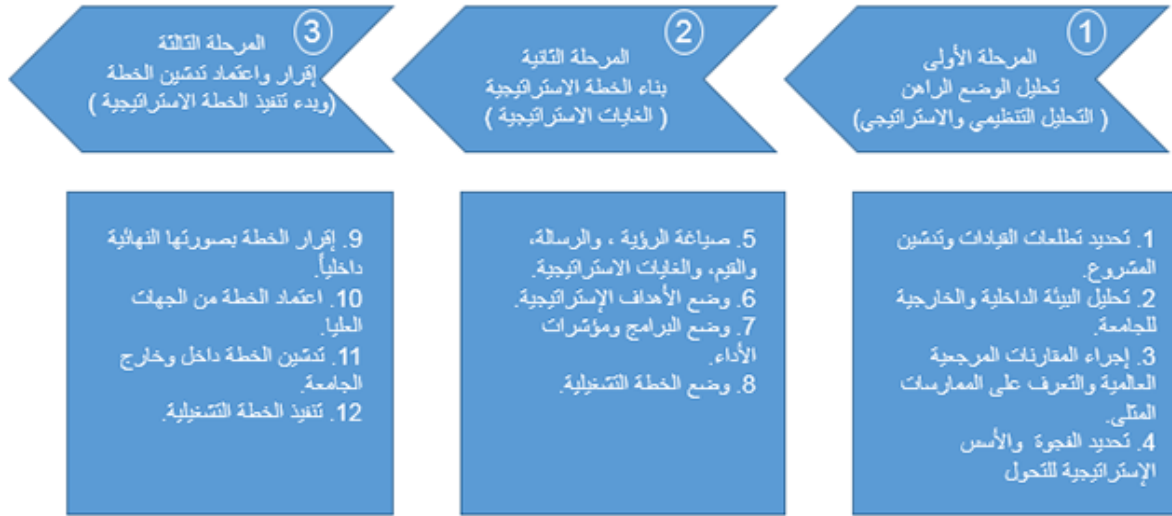 1
المرحلة الأولى
تحليل الوضع الراهن
( التحليل التنظيمي والاستراتيجي)
2
المرحلة الثانية
بناء الخطة الاستراتيجية
( الغايات الاستراتيجية )
3
المرحلة الثالثة
إقرار واعتماد تدشين الخطة
(وبدء تنفيذ الخطة الاستراتيجية )
1. تحديد تطلعات القيادات وتدشين
المشروع.
2. تحليل البيئة الداخلية والخارجية
للجامعة.
3. إجراء المقارنات المرجعية
العالمية والتعرف على الممارسات
المثلى.
4. تحديد الفجوة والأسس
الإستراتيجية للتحول
5. صياغة الرؤية ، والرسالة،
والقيم، والغايات الاستراتيجية.
6. وضع الأهداف الإستراتيجية.
7. وضع البرامج ومؤشرات
الأداء.
8. وضع الخطة التشغيلية.
9. إقرار الخطة بصورتها النهائية
داخلياً.
10. اعتماد الخطة من الجهات
العليا.
11. تدشين الخطة داخل وخارج
الجامعة.
12. تنفيذ الخطة التشغيلية.